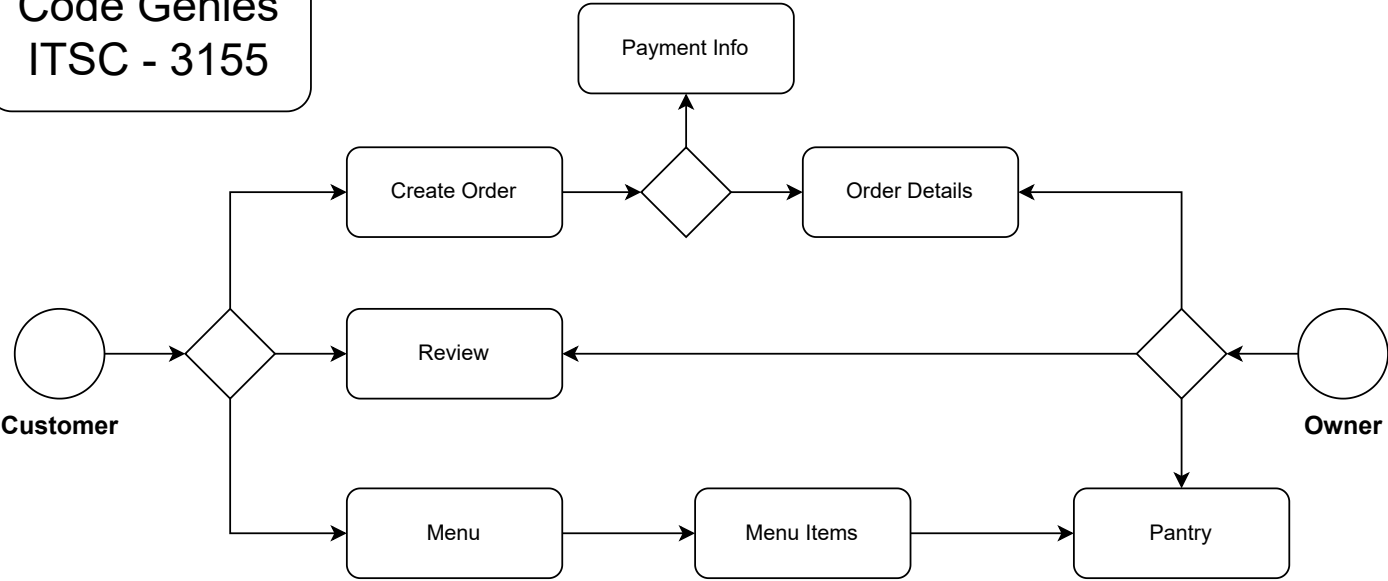 Code Genies
ITSC - 3155
Payment Info
Create Order
Order Details
Review
Customer
Owner
Menu
Menu Items
Pantry